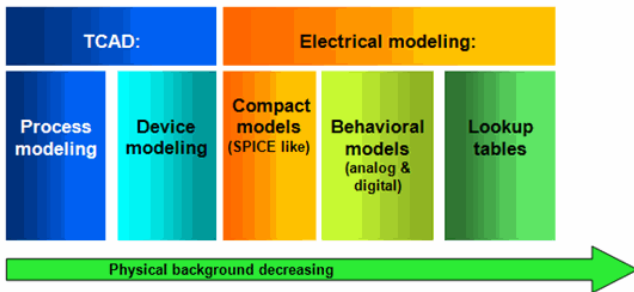 TCAD:
Electrical modeling:
Process
modeling
Device
modeling
Compact
models
(SPICE like)
Behavioral
models
(analog &
digital)
Lookup
tables
Physical background decreasing